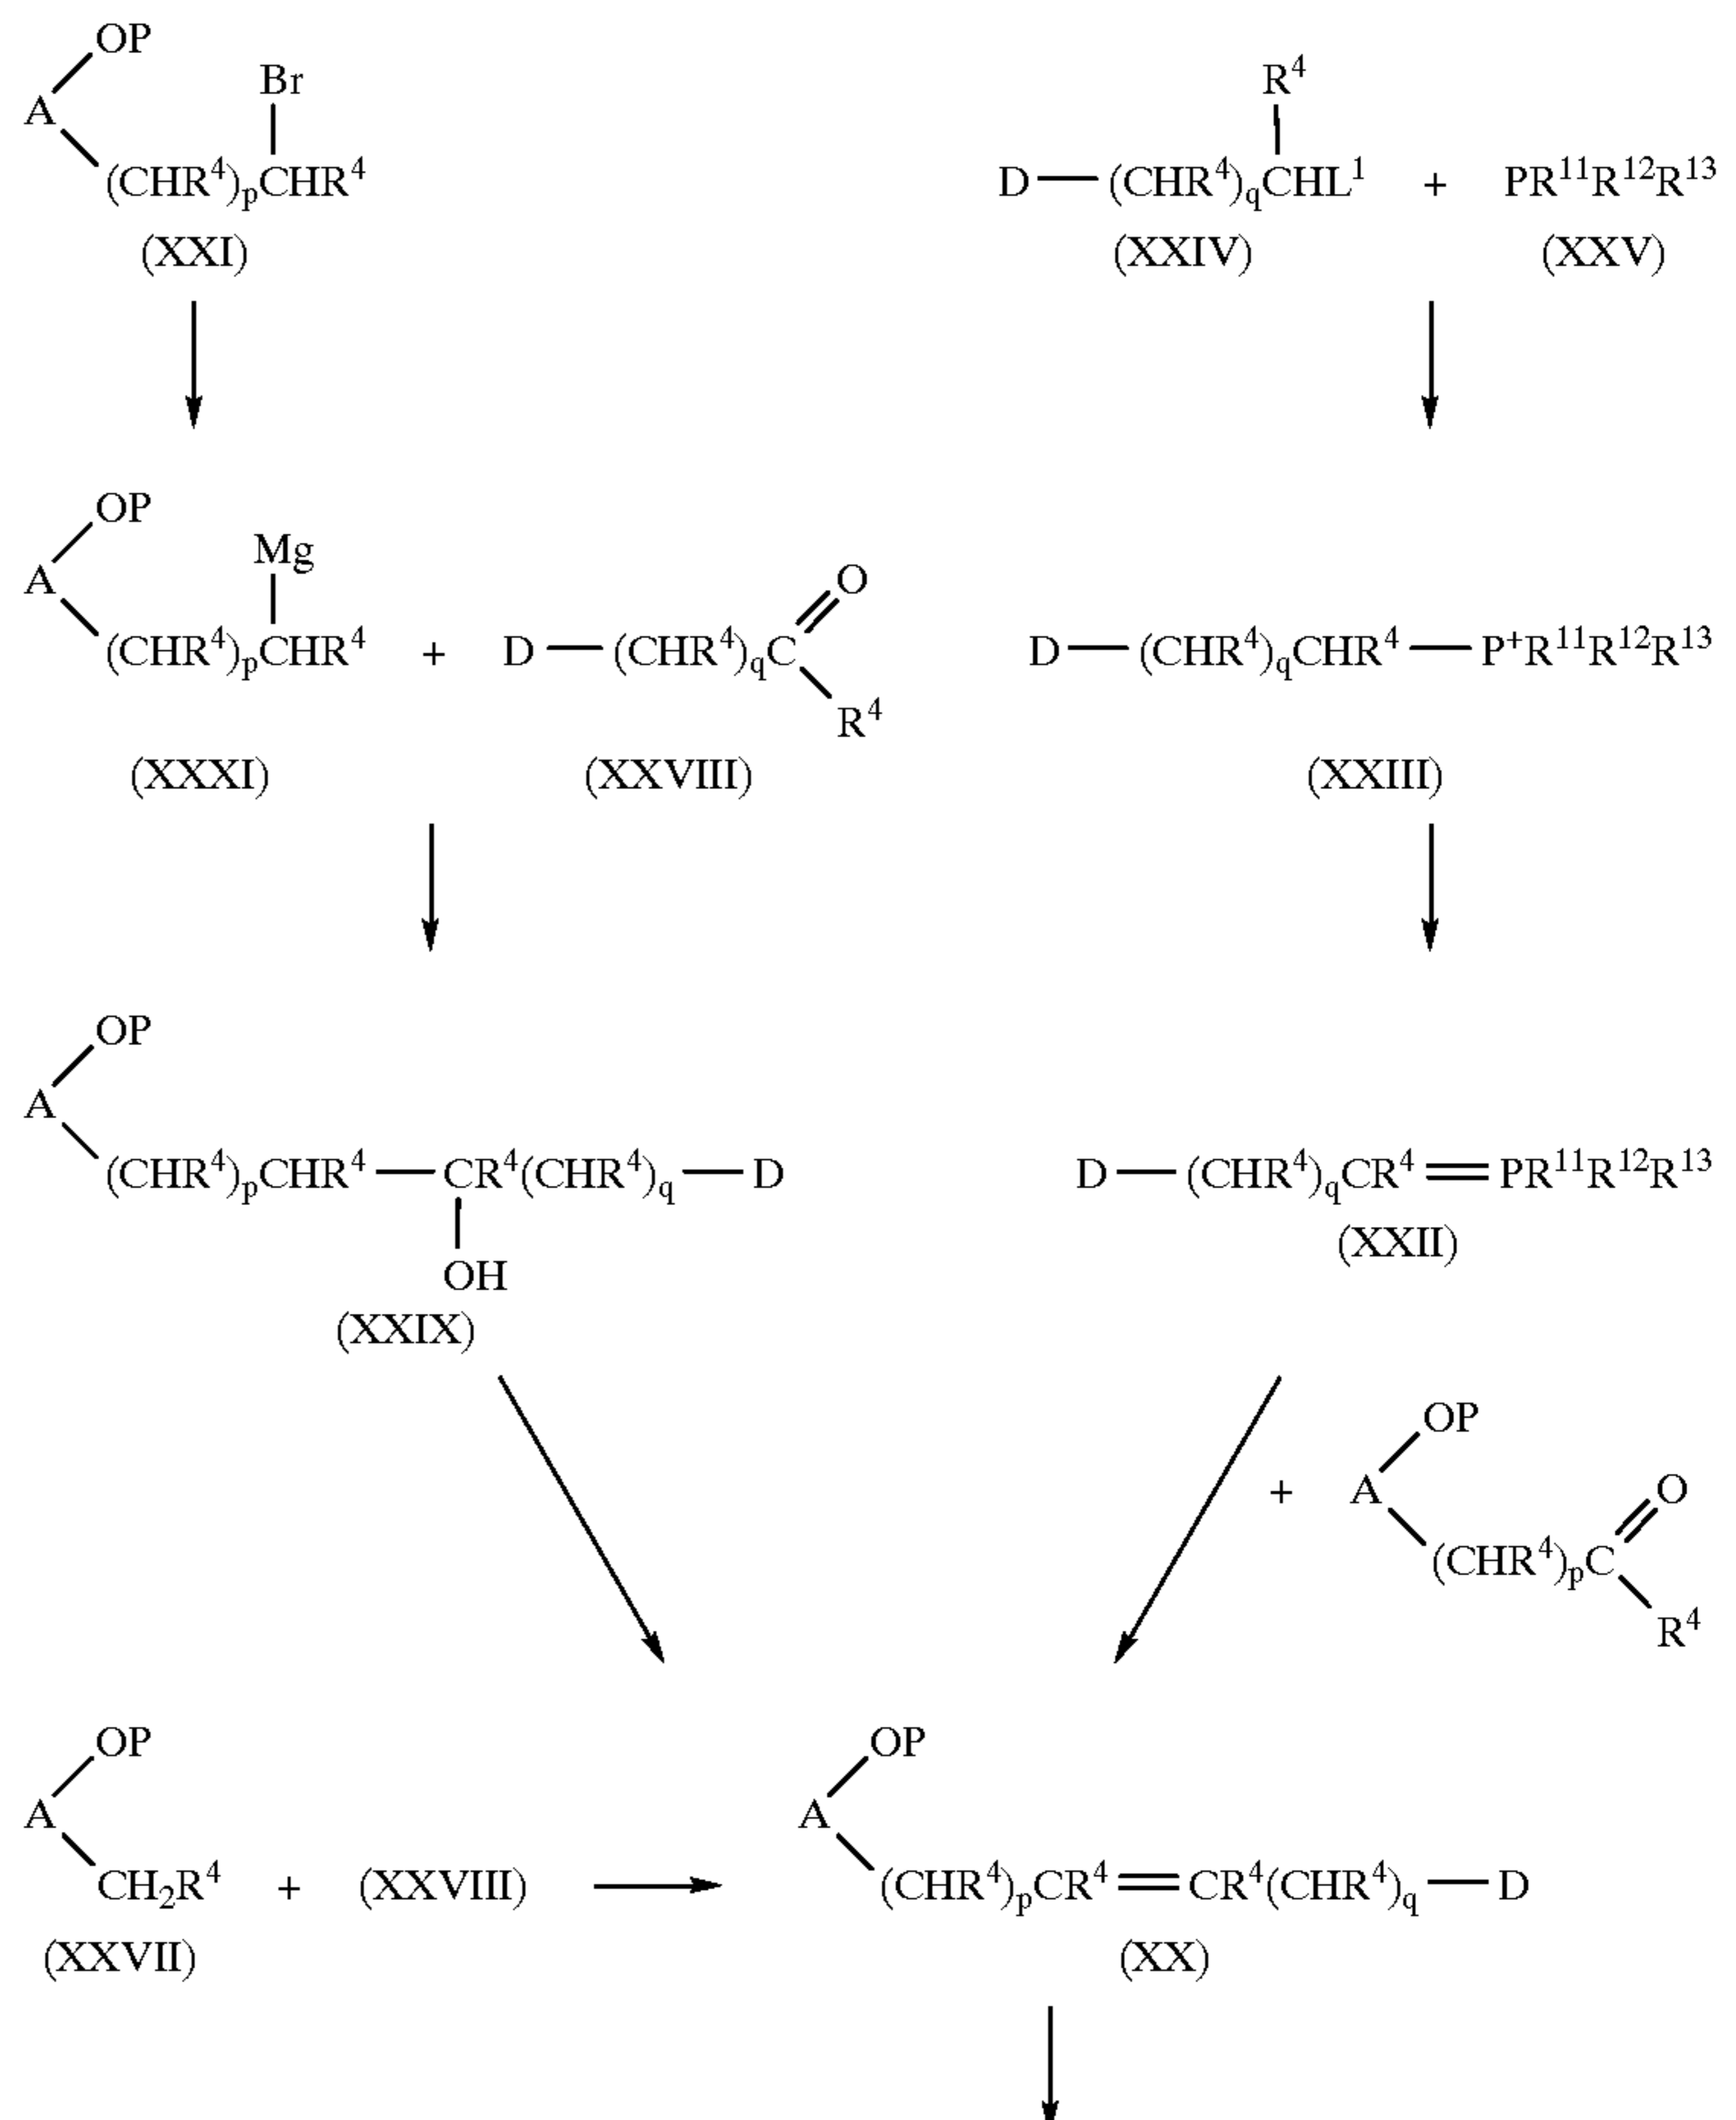 OP
Br
A
(CHR⁴)ₚCHR⁴
(XXI)
R⁴
D—(CHR⁴)qCHL¹ + PR¹¹R¹²R¹³
(XXIV) (XXV)
OP
Mg
A
(CHR⁴)ₚCHR⁴ + D—(CHR⁴)qC
O
R⁴
(XXXI) (XXVIII)
D—(CHR⁴)qCHR⁴—P⁺R¹¹R¹²R¹³
(XXIII)
OP
A
(CHR⁴)ₚCHR⁴—CR⁴(CHR⁴)q—D
OH
(XXIX)
D—(CHR⁴)qCR⁴=PR¹¹R¹²R¹³
(XXII)
OP
+ A
O
(CHR⁴)ₚC
R⁴
OP
A
CH₂R⁴ + (XXVIII)
(XXVII)
OP
A
(CHR⁴)ₚCR⁴=CR⁴(CHR⁴)q—D
(XX)